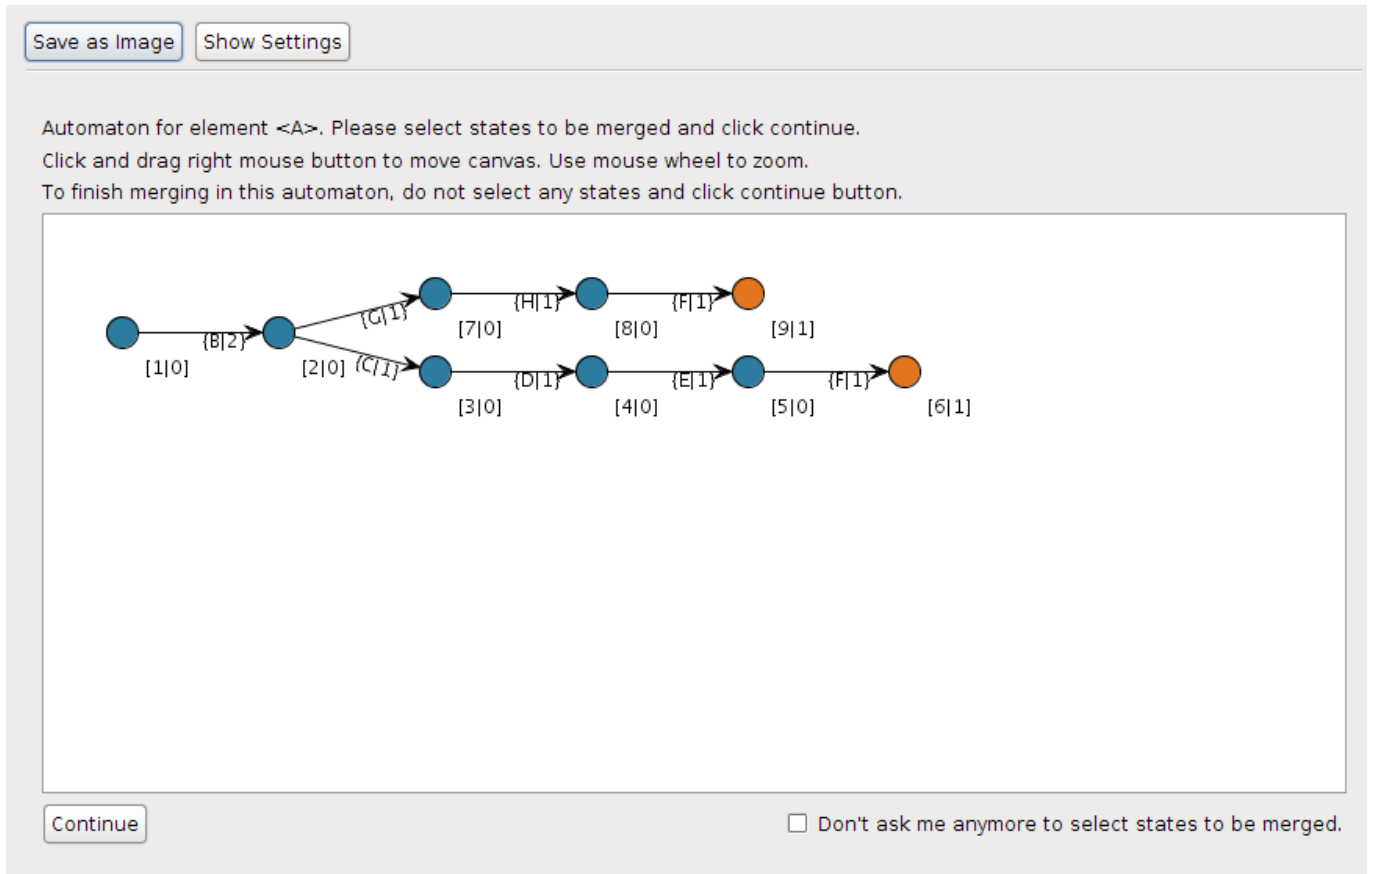 Save as Image Show Settings
Automaton for element <A>. Please select states to be merged and click continue.
Click and drag right mouse button to move canvas. Use mouse wheel to zoom.
To finish merging in this automaton, do not select any states and click continue button.
{G|1} {H|1} {F|1}
[7|0] [8|0] [9|1]
{B|2}
[1|0] [2|0] {C|1} {D|1} {E|1} {F|1}
[3|0] [4|0] [5|0] [6|1]
Continue Don't ask me anymore to select states to be merged.